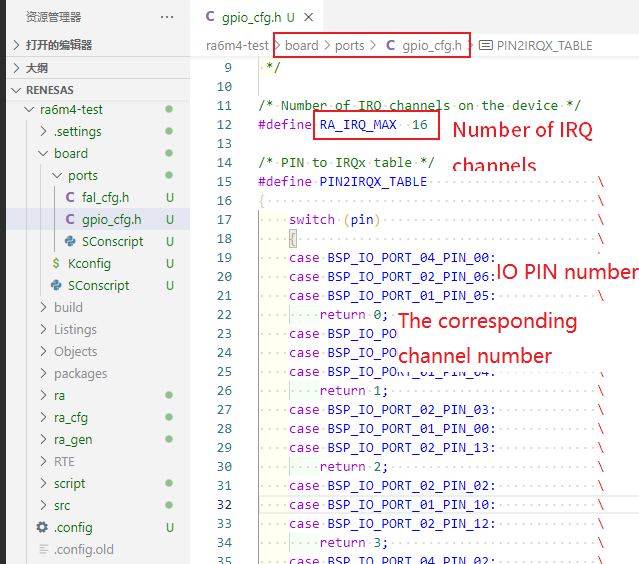 资源管理器
gpio_cfg.h U
打开的编辑器
大纲
RENESAS
ra6m4-test
.settings
board
ports
fal_cfg.h U
gpio_cfg.h U
SConscript U
Kconfig U
SConscript U
build
Listings
Objects
packages
ra
ra_cfg
ra_gen
RTE
script
src
.config U
.config.old
ra6m4-test > board > ports > gpio_cfg.h > PIN2IRQX_TABLE
9 */
10
11 /* Number of IRQ channels on the device */
12 #define RA_IRQ_MAX 16
Number of IRQ
channels
13
14 /* PIN to IRQx table */
15 #define PIN2IRQX_TABLE \
16 { \
17 switch (pin) \
18 { \
19 case BSP_IO_PORT_04_PIN_00: \
IO PIN number
20 case BSP_IO_PORT_02_PIN_06: \
21 case BSP_IO_PORT_01_PIN_05: \
22 return 0;
The corresponding
channel number
23 case BSP_IO_PO
24 case BSP_IO_PO
25 case BSP_IO_PORT_01_PIN_04: \
26 return 1; \
27 case BSP_IO_PORT_02_PIN_03: \
28 case BSP_IO_PORT_01_PIN_00: \
29 case BSP_IO_PORT_02_PIN_13: \
30 return 2; \
31 case BSP_IO_PORT_02_PIN_02: \
32 case BSP_IO_PORT_01_PIN_10: \
33 case BSP_IO_PORT_02_PIN_12: \
34 return 3; \
35 case BSP_IO_PORT_04_PIN_02: \